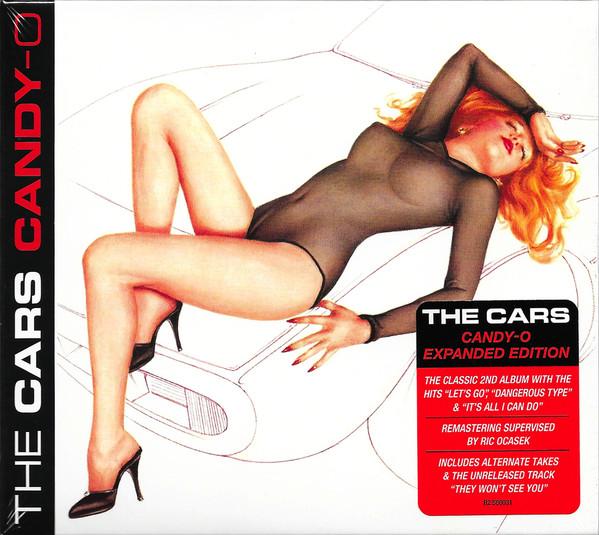 THE CARS CANDY-O
THE CARS
CANDY-O
EXPANDED EDITION
THE CLASSIC 2ND ALBUM WITH THE
HITS "LET'S GO", "DANGEROUS TYPE"
& "IT'S ALL I CAN DO"
REMASTERING SUPERVISED
BY RIC OCASEK
INCLUDES ALTERNATE TAKES
& THE UNRELEASED TRACK
"THEY WON'T SEE YOU"